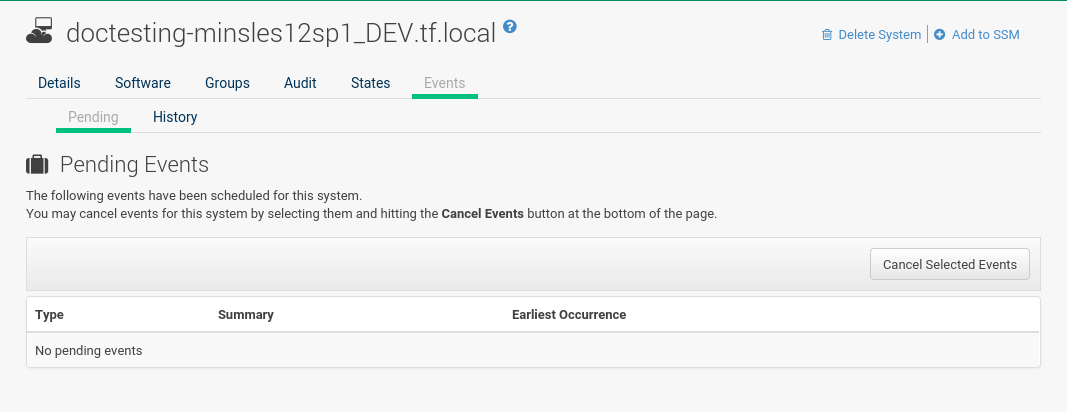 doctesting-minsles12sp1_DEV.tf.local ?
Delete System Add to SSM
Details Software Groups Audit States Events
Pending History
Pending Events
The following events have been scheduled for this system.
You may cancel events for this system by selecting them and hitting the Cancel Events button at the bottom of the page.
Cancel Selected Events
Type Summary Earliest Occurrence
No pending events